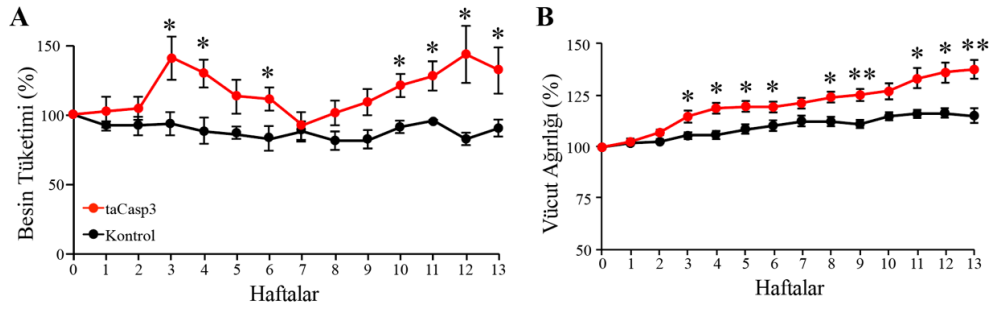 A
Besin Tüketimi (%)
150
100
50
0
* * * * * * *
taCasp3
Kontrol
0 1 2 3 4 5 6 7 8 9 10 11 12 13
Haftalar
B
Vücut Ağırlığı (%)
150
125
100
75
50
* * * * * ** * * **
0 1 2 3 4 5 6 7 8 9 10 11 12 13
Haftalar